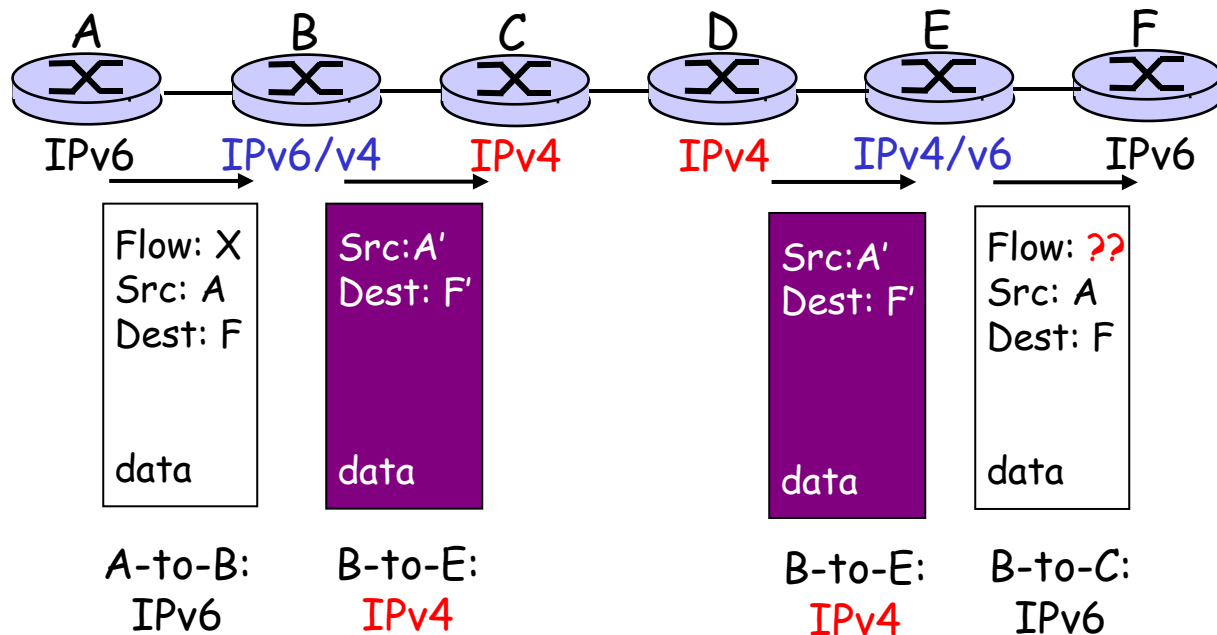 A B C D E F
IPv6 IPv6/v4 IPv4 IPv4 IPv4/v6 IPv6
Flow: X
Src: A
Dest: F
data
Src:A'
Dest: F'
data
Src:A'
Dest: F'
data
Flow: ??
Src: A
Dest: F
data
A-to-B:
IPv6
B-to-E:
IPv4
B-to-E:
IPv4
B-to-C:
IPv6